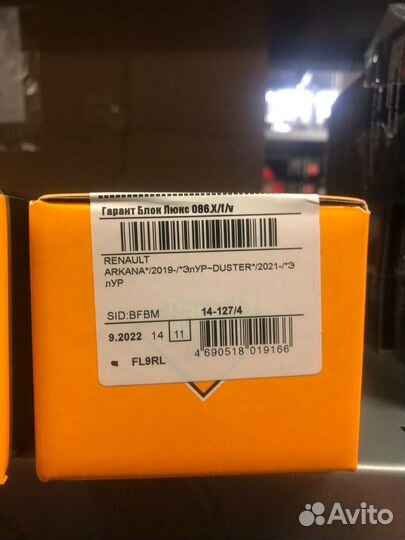 Гарант Блок Люкс 086.X/f/v
RENAULT
ARKANA*/2019-/*ЭлУР~DUSTER*/2021-/*Э
лУР
SID:BFBM 14-127/4
9.2022 14 11
4 690518 019166
FL9RL
Avito